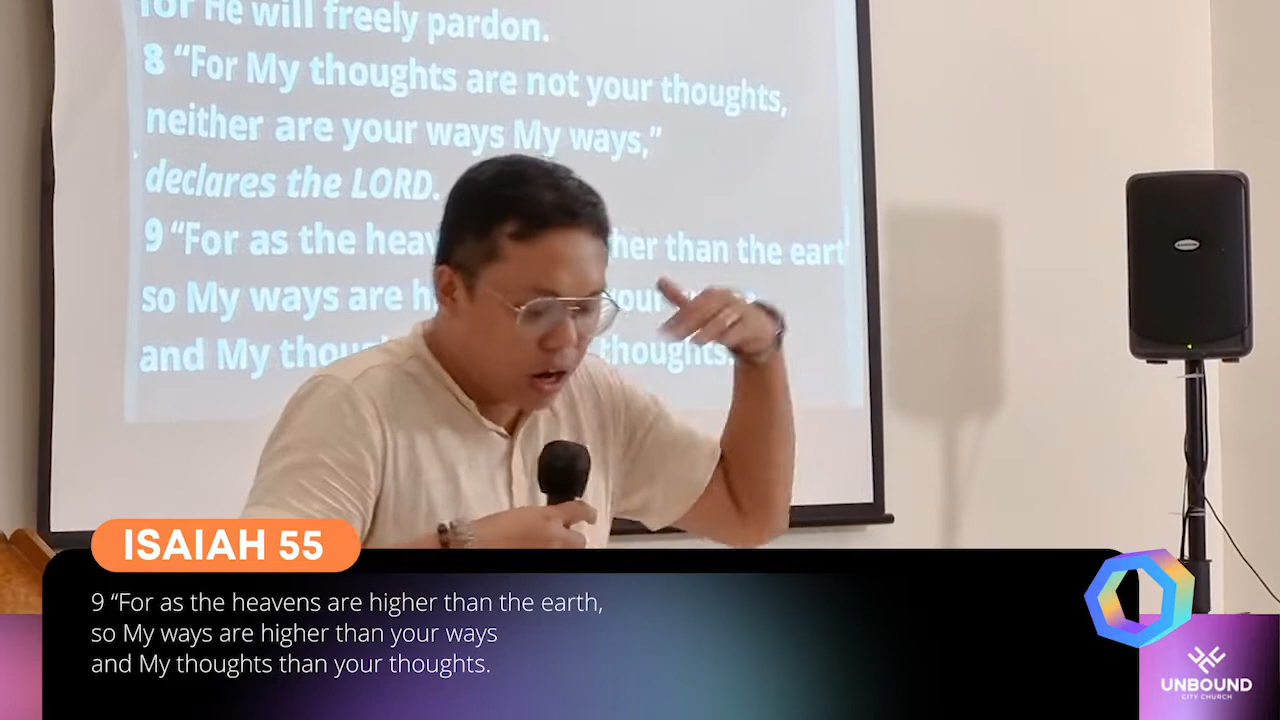 for He will freely pardon.
8 “For My thoughts are not your thoughts,
neither are your ways My ways,”
declares the LORD.
9 “For as the heav her than the eart
so My ways are h your
and My thou thoughts.
ISAIAH 55
9 “For as the heavens are higher than the earth,
so My ways are higher than your ways
and My thoughts than your thoughts.
UNBOUND
CITY CHURCH